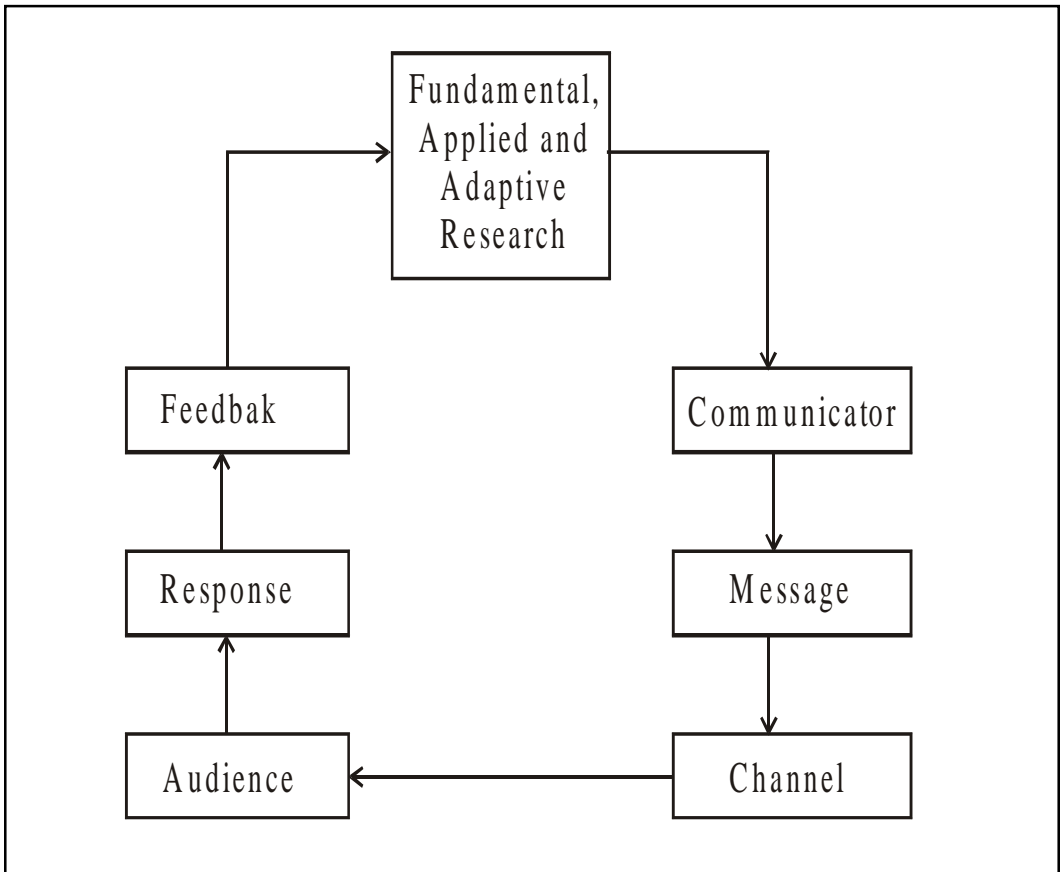 Fundamental,
Applied and
Adaptive
Research
Feedbak
Communicator
Response
Message
Audience
Channel